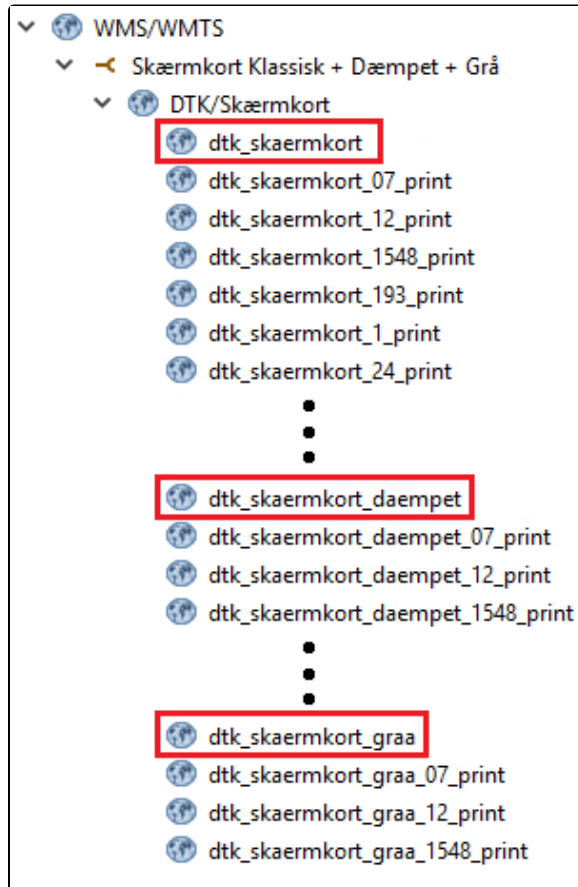 WMS/WMTS
Skærmkort Klassisk + Dæmpet + Grå
DTK/Skærmkort
dtk_skaermkort
dtk_skaermkort_07_print
dtk_skaermkort_12_print
dtk_skaermkort_1548_print
dtk_skaermkort_193_print
dtk_skaermkort_1_print
dtk_skaermkort_24_print
dtk_skaermkort_daempet
dtk_skaermkort_daempet_07_print
dtk_skaermkort_daempet_12_print
dtk_skaermkort_daempet_1548_print
dtk_skaermkort_graa
dtk_skaermkort_graa_07_print
dtk_skaermkort_graa_12_print
dtk_skaermkort_graa_1548_print